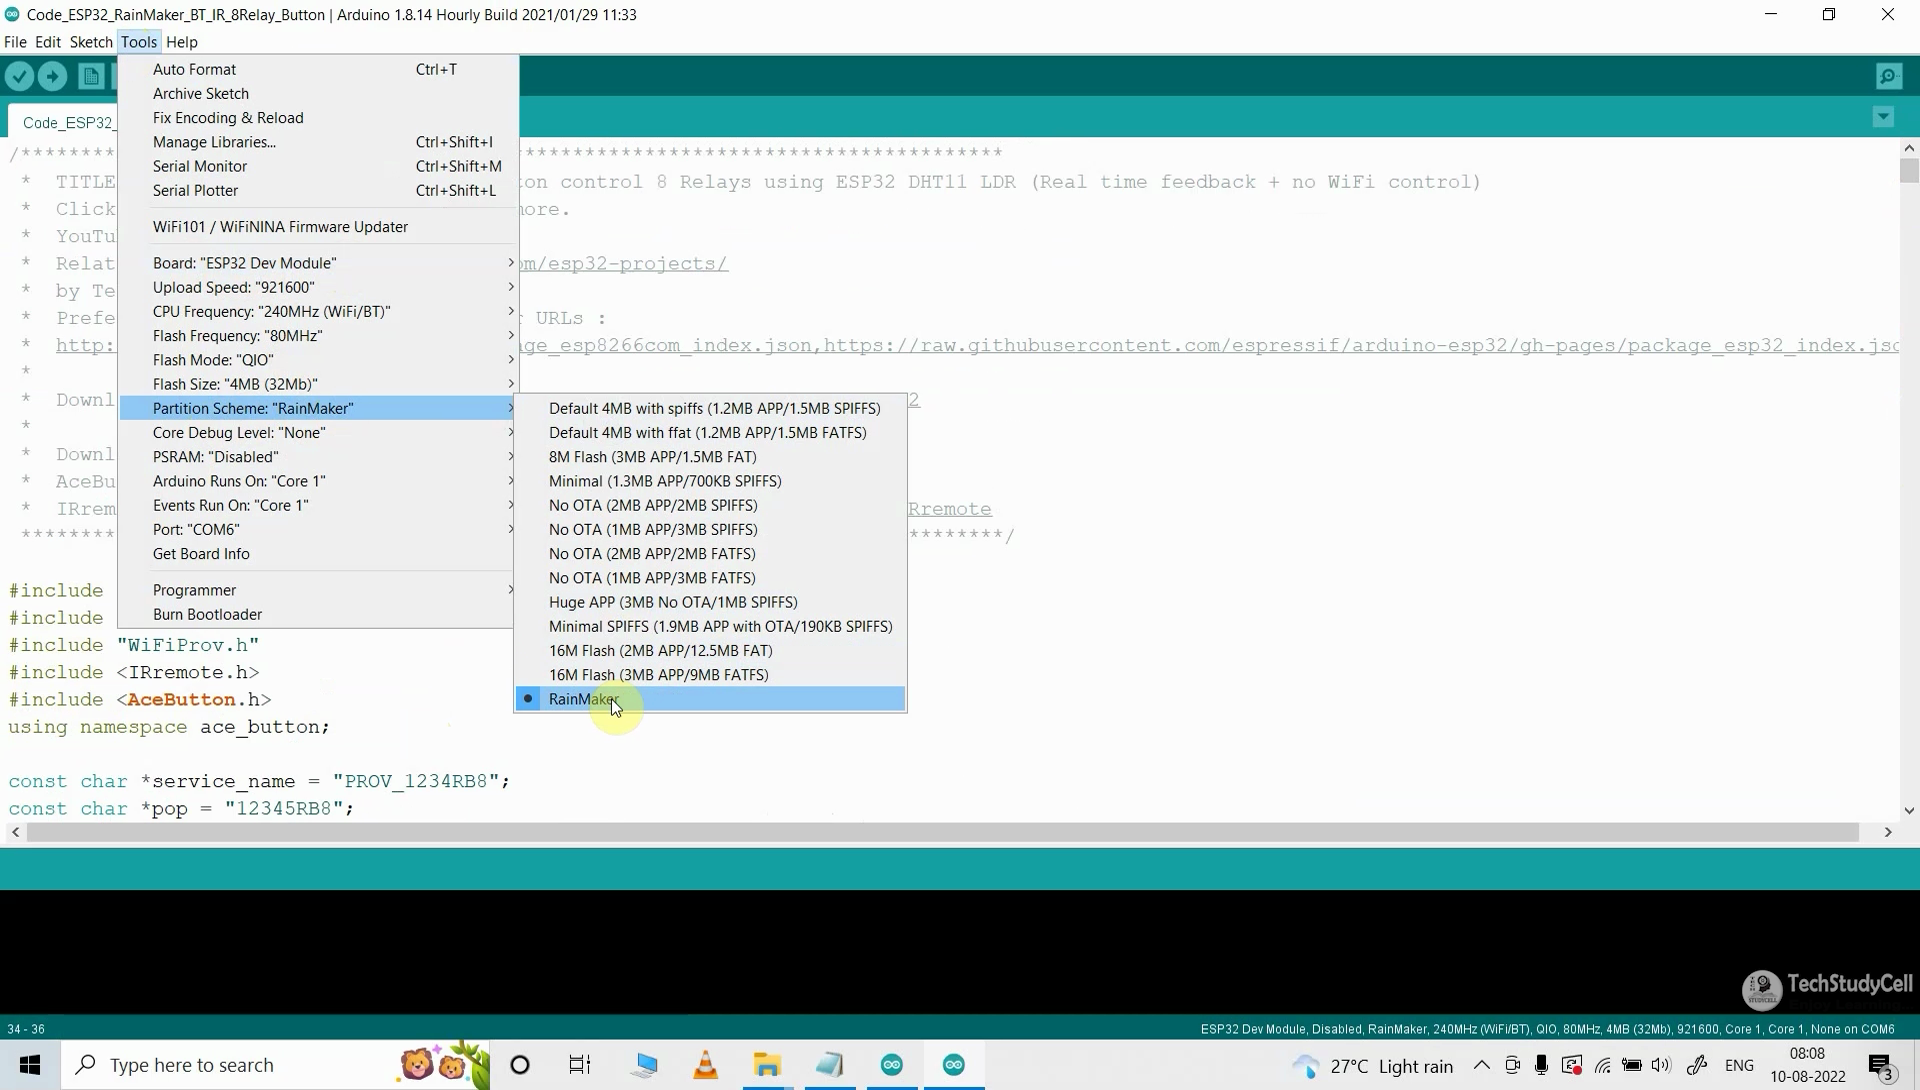 Code_ESP32_RainMaker_BT_IR_8Relay_Button | Arduino 1.8.14 Hourly Build 2021/01/29 11:33
File Edit Sketch Tools Help
Auto Format Ctrl+T
Archive Sketch
Fix Encoding & Reload
Manage Libraries... Ctrl+Shift+I
Serial Monitor Ctrl+Shift+M
Serial Plotter Ctrl+Shift+L
WiFi101 / WiFiNINA Firmware Updater
Board: "ESP32 Dev Module"
Upload Speed: "921600"
CPU Frequency: "240MHz (WiFi/BT)"
Flash Frequency: "80MHz"
Flash Mode: "QIO"
Flash Size: "4MB (32Mb)"
Partition Scheme: "RainMaker"
Core Debug Level: "None"
PSRAM: "Disabled"
Arduino Runs On: "Core 1"
Events Run On: "Core 1"
Port: "COM6"
Get Board Info
Programmer
Burn Bootloader
Default 4MB with spiffs (1.2MB APP/1.5MB SPIFFS)
Default 4MB with ffat (1.2MB APP/1.5MB FATFS)
8M Flash (3MB APP/1.5MB FAT)
Minimal (1.3MB APP/700KB SPIFFS)
No OTA (2MB APP/2MB SPIFFS)
No OTA (1MB APP/3MB SPIFFS)
No OTA (2MB APP/2MB FATFS)
No OTA (1MB APP/3MB FATFS)
Huge APP (3MB No OTA/1MB SPIFFS)
Minimal SPIFFS (1.9MB APP with OTA/190KB SPIFFS)
16M Flash (2MB APP/12.5MB FAT)
16M Flash (3MB APP/9MB FATFS)
RainMaker
Code_ESP32_
/********* ****************************************
* TITLE on control 8 Relays using ESP32 DHT11 LDR (Real time feedback + no WiFi control)
* Click ore.
* YouTu
* Relat om/esp32-projects/
* by Te
* Prefe r URLs :
* http: ge_esp8266com_index.json,https://raw.githubusercontent.com/espressif/arduino-esp32/gh-pages/package_esp32_index.jso
*
* Downl 2
*
* Downl
* AceBu
* IRrem Rremote
******** ********/
#include
#include
#include "WiFiProv.h"
#include <IRremote.h>
#include <AceButton.h>
using namespace ace_button;
const char *service_name = "PROV_1234RB8";
const char *pop = "12345RB8";
TechStudyCell
34 - 36
ESP32 Dev Module, Disabled, RainMaker, 240MHz (WiFi/BT), QIO, 80MHz, 4MB (32Mb), 921600, Core 1, Core 1, None on COM6
Type here to search
27°C Light rain
ENG
08:08
10-08-2022
3